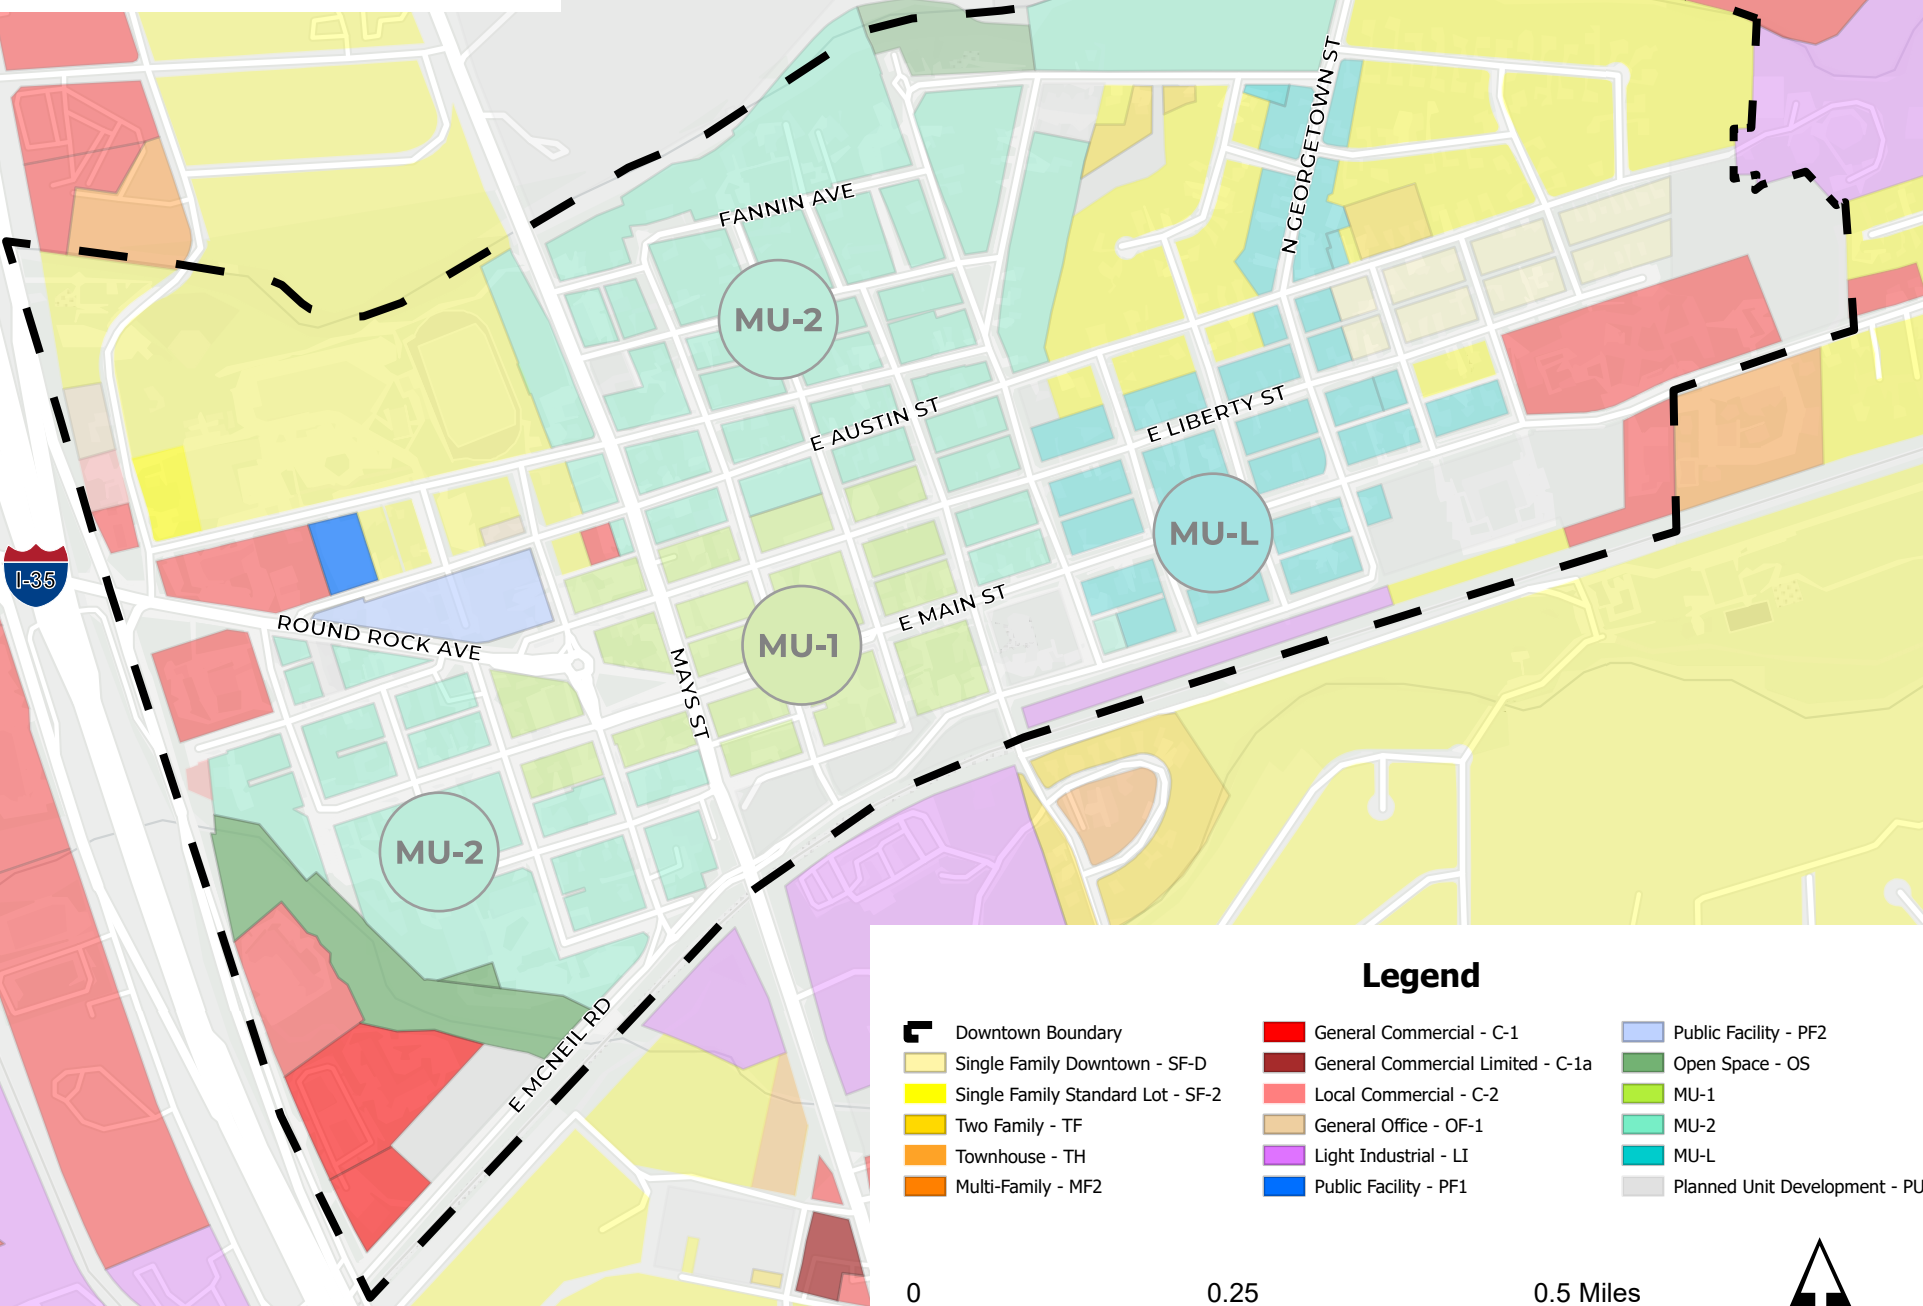 N GEORGETOWN ST
FANNIN AVE
MU-2
E AUSTIN ST
E LIBERTY ST
MU-L
I-35
E MAIN ST
ROUND ROCK AVE
MU-1
MAYS ST
MU-2
E MCNEIL RD
Legend
Downtown Boundary
Single Family Downtown - SF-D
Single Family Standard Lot - SF-2
Two Family - TF
Townhouse - TH
Multi-Family - MF2
General Commercial - C-1
General Commercial Limited - C-1a
Local Commercial - C-2
General Office - OF-1
Light Industrial - LI
Public Facility - PF1
Public Facility - PF2
Open Space - OS
MU-1
MU-2
MU-L
Planned Unit Development - PU
0 0.25 0.5 Miles